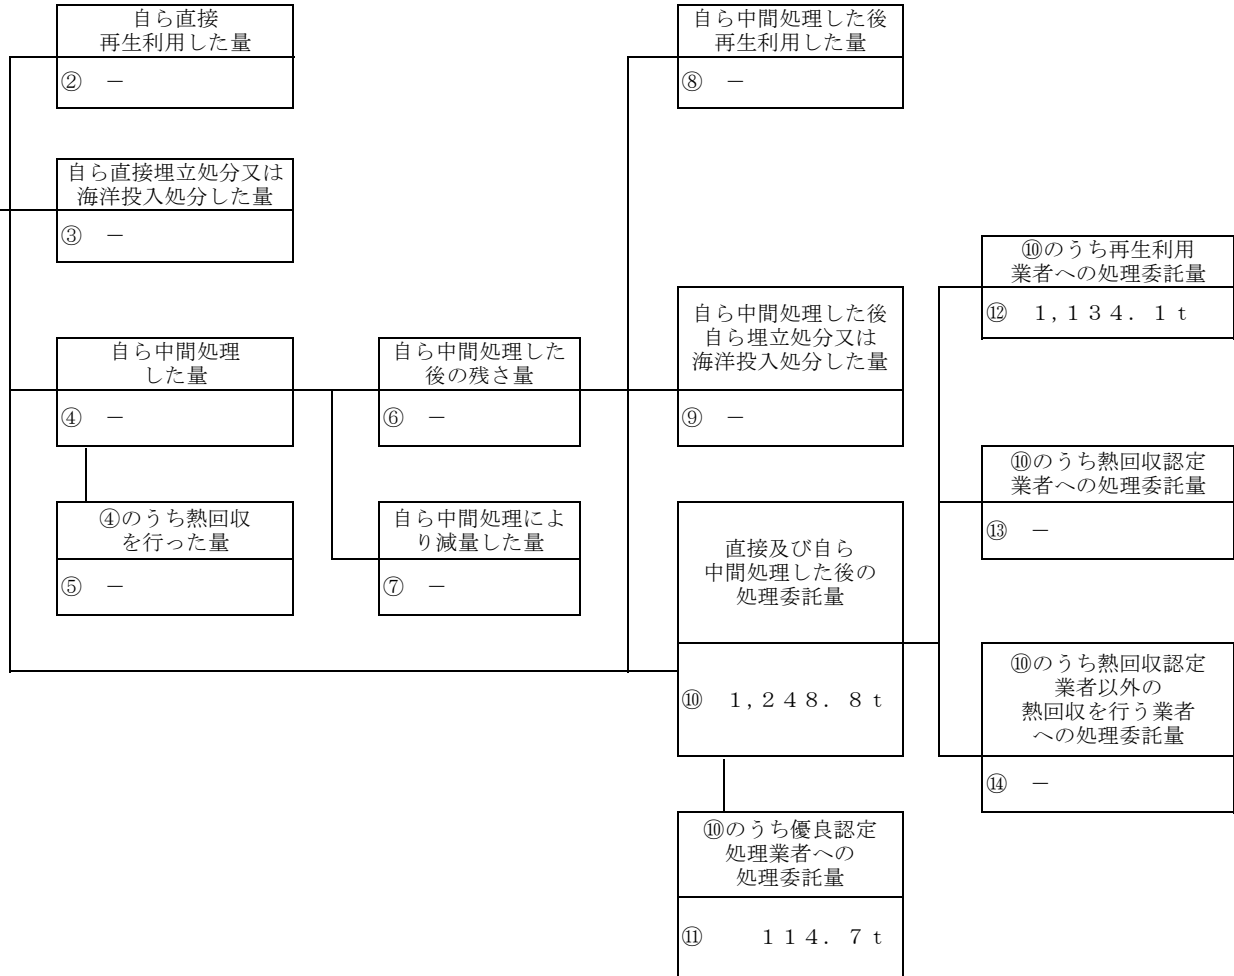 自ら直接
再生利用した量
② －
自ら直接埋立処分又は
海洋投入処分した量
③ －
自ら中間処理
した量
④ －
④のうち熱回収
を行った量
⑤ －
自ら中間処理した
後の残さ量
⑥ －
自ら中間処理によ
り減量した量
⑦ －
自ら中間処理した後
再生利用した量
⑧ －
自ら中間処理した後
自ら埋立処分又は
海洋投入処分した量
⑨ －
直接及び自ら
中間処理した後の
処理委託量
⑩ １,２４８．８ｔ
⑩のうち優良認定
処理業者への
処理委託量
⑪ １１４．７ｔ
⑩のうち再生利用
業者への処理委託量
⑫ １,１３４．１ｔ
⑩のうち熱回収認定
業者への処理委託量
⑬ －
⑩のうち熱回収認定
業者以外の
熱回収を行う業者
への処理委託量
⑭ －